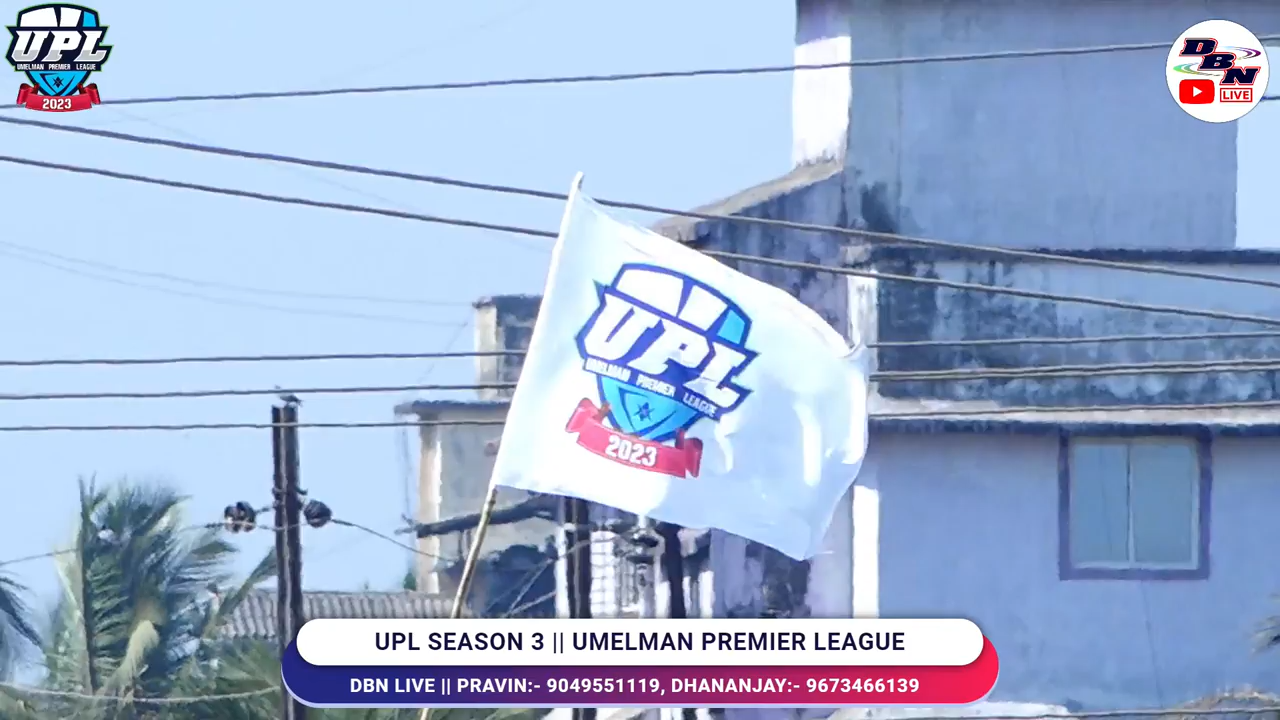 UPL
UMELMAN PREMIER LEAGUE
2023
DBN
LIVE
UPL
UMELMAN PREMIER LEAGUE
2023
UPL SEASON 3 || UMELMAN PREMIER LEAGUE
DBN LIVE || PRAVIN:- 9049551119, DHANANJAY:- 9673466139